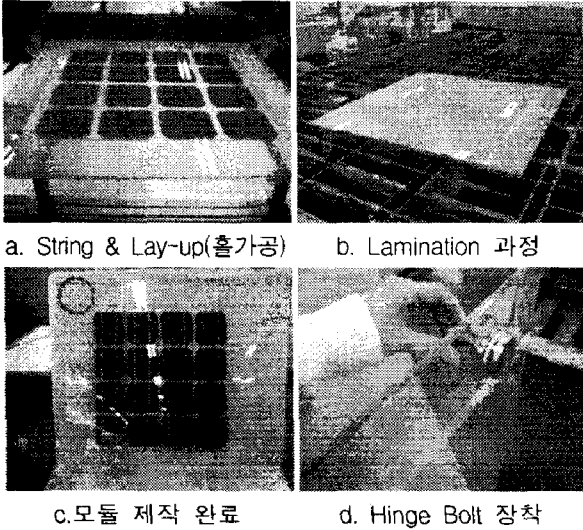 a. String & Lay-up(홀가공)
b. Lamination 과정
c.모듈 제작 완료
d. Hinge Bolt 장착